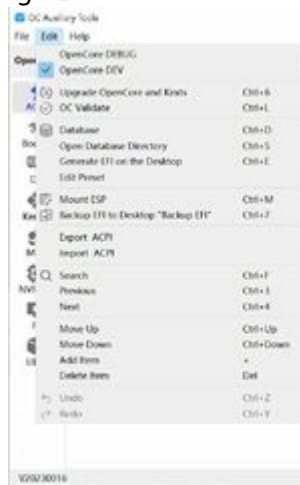 OC Auxiliary Tools
File Edit Help
OpenCore DEBUG
OpenCore DEV
Upgrade OpenCore and Kexts Ctrl+6
OC Validate Ctrl+L
Database Ctrl+D
Open Database Directory Ctrl+5
Generate EFI on the Desktop Ctrl+E
Edit Preset
Mount ESP Ctrl+M
Backup EFI to Desktop "Backup EFI" Ctrl+7
Export ACPI
Import ACPI
Search Ctrl+F
Previous Ctrl+3
Next Ctrl+4
Move Up Ctrl+Up
Move Down Ctrl+Down
Add Item +
Delete Item Del
Undo Ctrl+Z
Redo Ctrl+Y